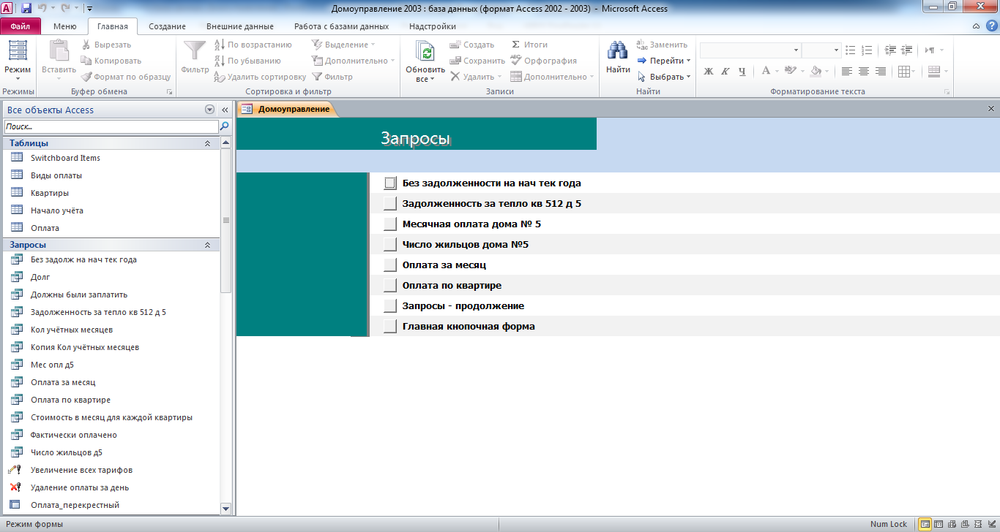 Домоуправление 2003 : база данных (формат Access 2002 - 2003) - Microsoft Access
Файл Меню Главная Создание Внешние данные Работа с базами данных Надстройки
Режим
Режимы
Вставить
Вырезать
Копировать
Формат по образцу
Буфер обмена
Фильтр
По возрастанию
По убыванию
Удалить сортировку
Выделение
Дополнительно
Фильтр
Сортировка и фильтр
Обновить
все
Создать
Сохранить
Удалить
Итоги
Орфография
Дополнительно
Записи
Найти
Заменить
Перейти
Выбрать
Найти
Ж К Ч А
Форматирование текста
Все объекты Access
Поиск...
Таблицы
Switchboard Items
Виды оплаты
Квартиры
Начало учёта
Оплата
Запросы
Без задолж на нач тек года
Долг
Должны были заплатить
Задолженность за тепло кв 512 д 5
Кол учётных месяцев
Копия Кол учётных месяцев
Мес опл д5
Оплата за месяц
Оплата по квартире
Стоимость в месяц для каждой квартиры
Фактически оплачено
Число жильцов д5
Увеличение всех тарифов
Удаление оплаты за день
Оплата_перекрестный
Домоуправление
Запросы
Без задолженности на нач тек года
Задолженность за тепло кв 512 д 5
Месячная оплата дома № 5
Число жильцов дома №5
Оплата за месяц
Оплата по квартире
Запросы - продолжение
Главная кнопочная форма
Режим формы
Num Lock